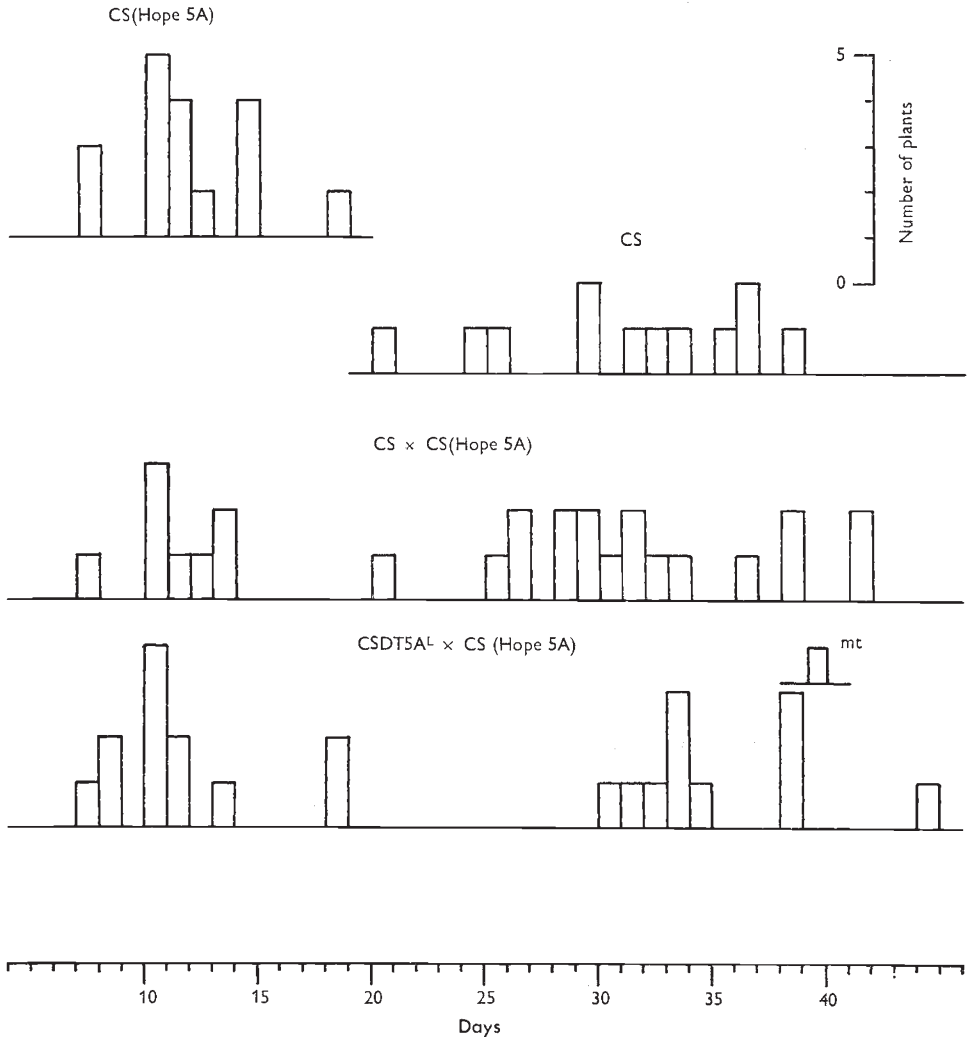 CS(Hope 5A)
5
Number of plants
0
CS
CS × CS(Hope 5A)
CSDT5Aᴸ × CS (Hope 5A)
mt
10 15 20 25 30 35 40
Days